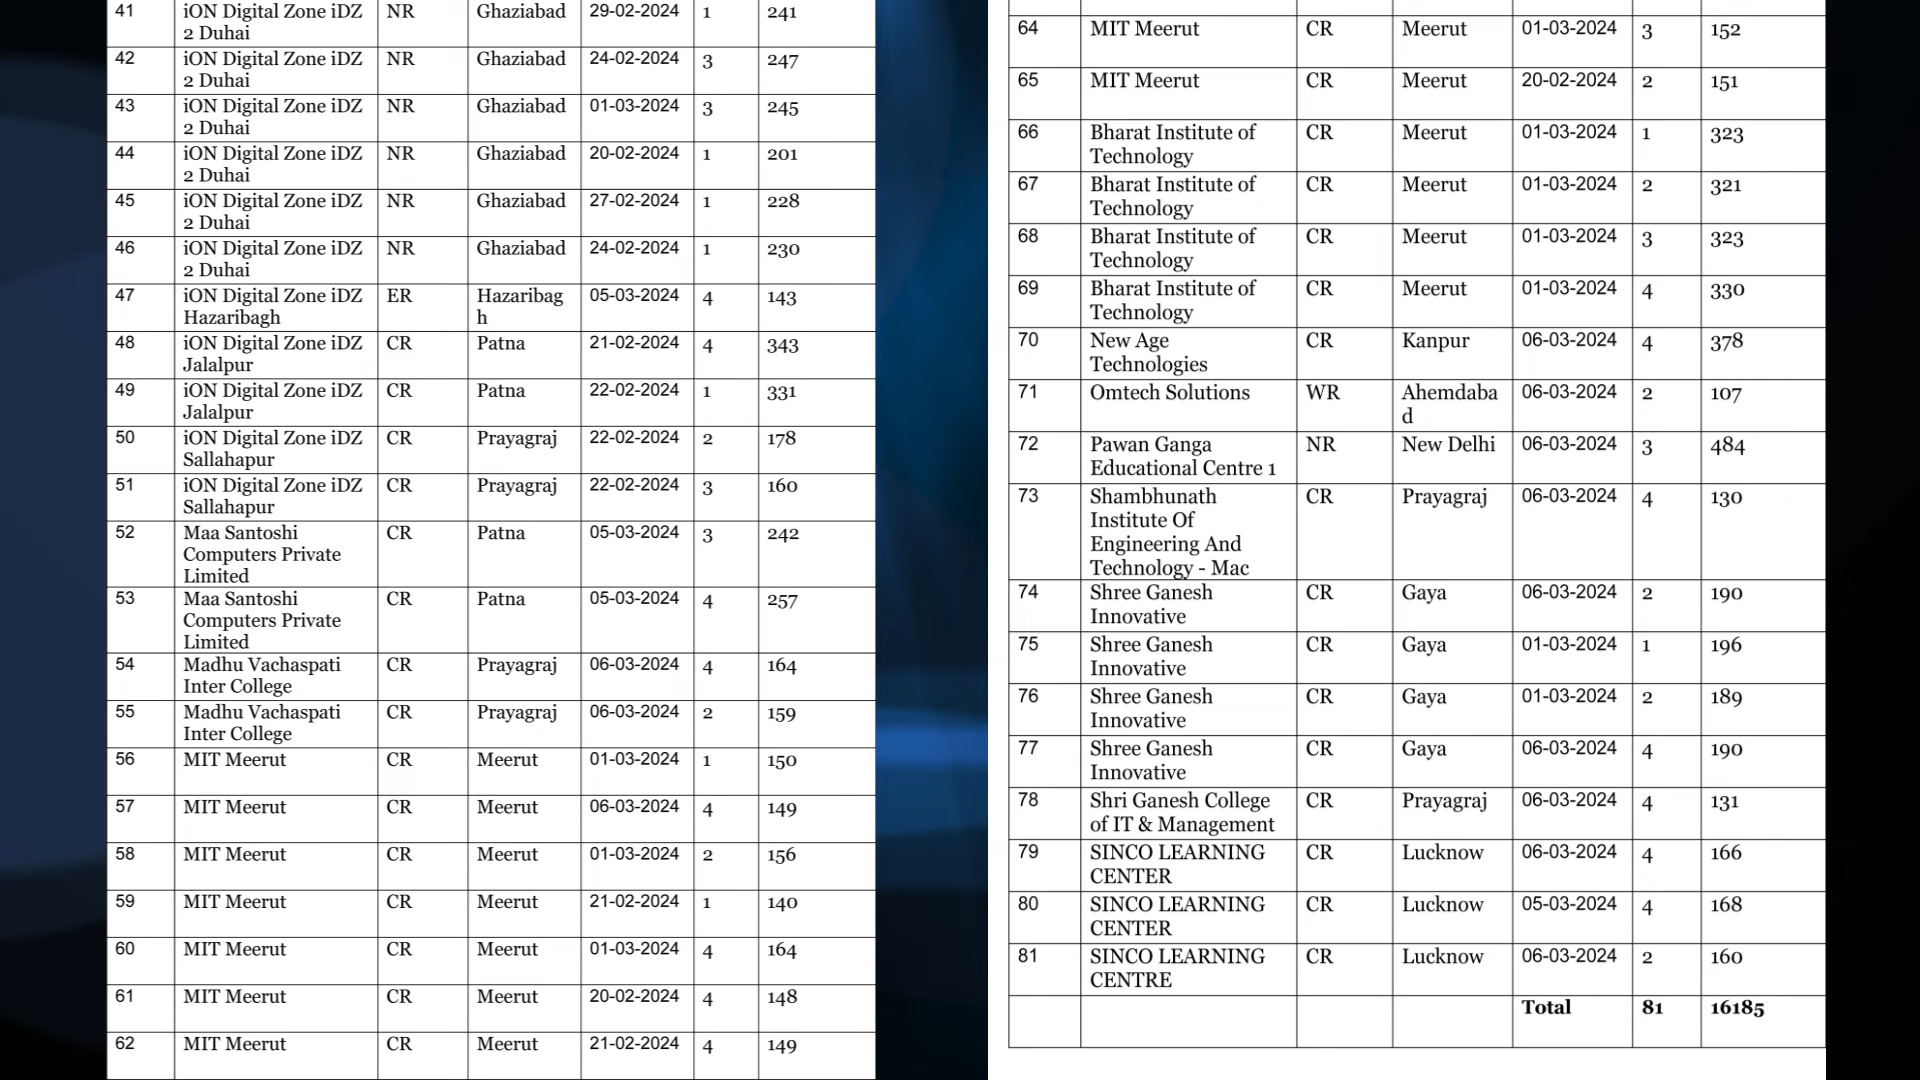 41 iON Digital Zone iDZ NR Ghaziabad 29-02-2024 1 241
2 Duhai
42 iON Digital Zone iDZ NR Ghaziabad 24-02-2024 3 247
2 Duhai
43 iON Digital Zone iDZ NR Ghaziabad 01-03-2024 3 245
2 Duhai
44 iON Digital Zone iDZ NR Ghaziabad 20-02-2024 1 201
2 Duhai
45 iON Digital Zone iDZ NR Ghaziabad 27-02-2024 1 228
2 Duhai
46 iON Digital Zone iDZ NR Ghaziabad 24-02-2024 1 230
2 Duhai
47 iON Digital Zone iDZ ER Hazaribag 05-03-2024 4 143
Hazaribagh h
48 iON Digital Zone iDZ CR Patna 21-02-2024 4 343
Jalalpur
49 iON Digital Zone iDZ CR Patna 22-02-2024 1 331
Jalalpur
50 iON Digital Zone iDZ CR Prayagraj 22-02-2024 2 178
Sallahapur
51 iON Digital Zone iDZ CR Prayagraj 22-02-2024 3 160
Sallahapur
52 Maa Santoshi CR Patna 05-03-2024 3 242
Computers Private
Limited
53 Maa Santoshi CR Patna 05-03-2024 4 257
Computers Private
Limited
54 Madhu Vachaspati CR Prayagraj 06-03-2024 4 164
Inter College
55 Madhu Vachaspati CR Prayagraj 06-03-2024 2 159
Inter College
56 MIT Meerut CR Meerut 01-03-2024 1 150
57 MIT Meerut CR Meerut 06-03-2024 4 149
58 MIT Meerut CR Meerut 01-03-2024 2 156
59 MIT Meerut CR Meerut 21-02-2024 1 140
60 MIT Meerut CR Meerut 01-03-2024 4 164
61 MIT Meerut CR Meerut 20-02-2024 4 148
62 MIT Meerut CR Meerut 21-02-2024 4 149
64 MIT Meerut CR Meerut 01-03-2024 3 152
65 MIT Meerut CR Meerut 20-02-2024 2 151
66 Bharat Institute of CR Meerut 01-03-2024 1 323
Technology
67 Bharat Institute of CR Meerut 01-03-2024 2 321
Technology
68 Bharat Institute of CR Meerut 01-03-2024 3 323
Technology
69 Bharat Institute of CR Meerut 01-03-2024 4 330
Technology
70 New Age CR Kanpur 06-03-2024 4 378
Technologies
71 Omtech Solutions WR Ahemdaba 06-03-2024 2 107
d
72 Pawan Ganga NR New Delhi 06-03-2024 3 484
Educational Centre 1
73 Shambhunath CR Prayagraj 06-03-2024 4 130
Institute Of
Engineering And
Technology - Mac
74 Shree Ganesh CR Gaya 06-03-2024 2 190
Innovative
75 Shree Ganesh CR Gaya 01-03-2024 1 196
Innovative
76 Shree Ganesh CR Gaya 01-03-2024 2 189
Innovative
77 Shree Ganesh CR Gaya 06-03-2024 4 190
Innovative
78 Shri Ganesh College CR Prayagraj 06-03-2024 4 131
of IT & Management
79 SINCO LEARNING CR Lucknow 06-03-2024 4 166
CENTER
80 SINCO LEARNING CR Lucknow 05-03-2024 4 168
CENTER
81 SINCO LEARNING CR Lucknow 06-03-2024 2 160
CENTRE
Total 81 16185